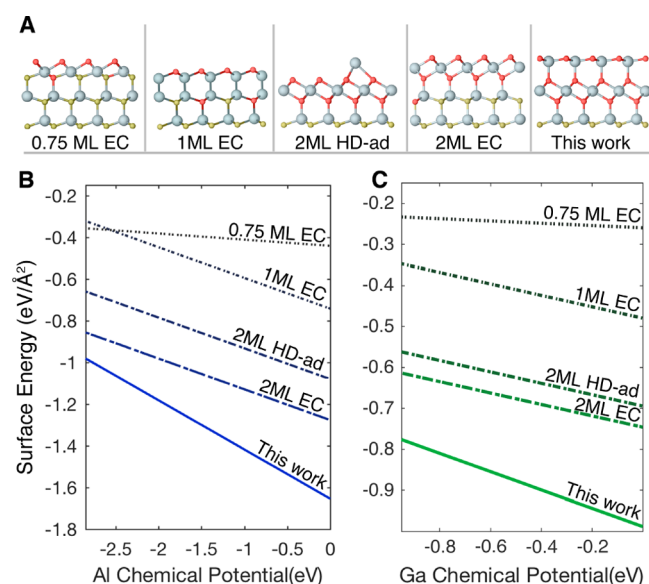 A
0.75 ML EC
1ML EC
2ML HD-ad
2ML EC
This work
B
Surface Energy (eV/Å²)
-0.2
-0.4
-0.6
-0.8
-1
-1.2
-1.4
-1.6
-1.8
0.75 ML EC
1ML EC
2ML HD-ad
2ML EC
This work
-2.5 -2 -1.5 -1 -0.5 0
Al Chemical Potential(eV)
C
-0.2
-0.3
-0.4
-0.5
-0.6
-0.7
-0.8
-0.9
0.75 ML EC
1ML EC
2ML HD-ad
2ML EC
This work
-0.8 -0.6 -0.4 -0.2
Ga Chemical Potential(eV)